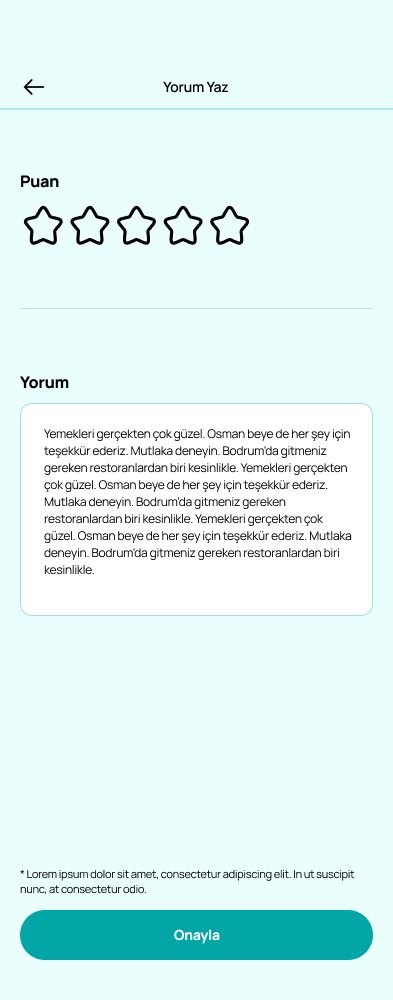 Yorum Yaz
Puan
Yorum
Yemekleri gerçekten çok güzel. Osman beye de her şey için
teşekkür ederiz. Mutlaka deneyin. Bodrum'da gitmeniz
gereken restoranlardan biri kesinlikle. Yemekleri gerçekten
çok güzel. Osman beye de her şey için teşekkür ederiz.
Mutlaka deneyin. Bodrum'da gitmeniz gereken
restoranlardan biri kesinlikle. Yemekleri gerçekten çok
güzel. Osman beye de her şey için teşekkür ederiz. Mutlaka
deneyin. Bodrum'da gitmeniz gereken restoranlardan biri
kesinlikle.
* Lorem ipsum dolor sit amet, consectetur adipiscing elit. In ut suscipit
nunc, at consectetur odio.
Onayla